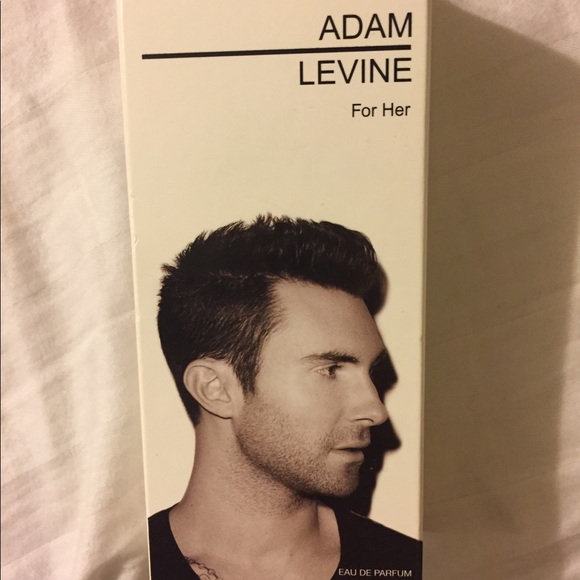 ADAM
LEVINE
For Her
EAU DE PARFUM